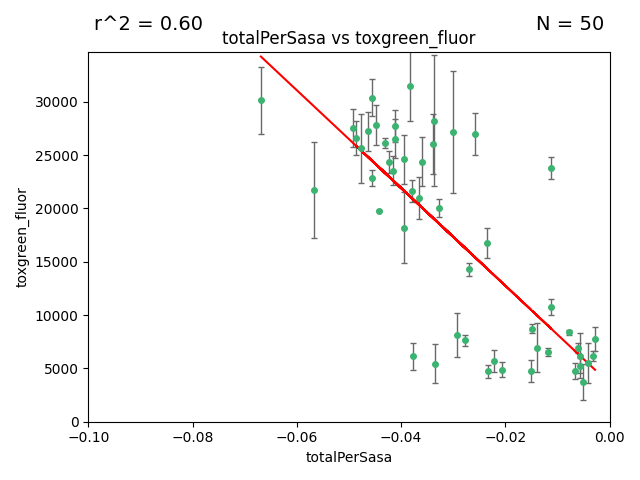 r^2 = 0.60
N = 50
totalPerSasa vs toxgreen_fluor
toxgreen_fluor
30000
25000
20000
15000
10000
5000
0
−0.10
−0.08
−0.06
−0.04
−0.02
0.00
totalPerSasa